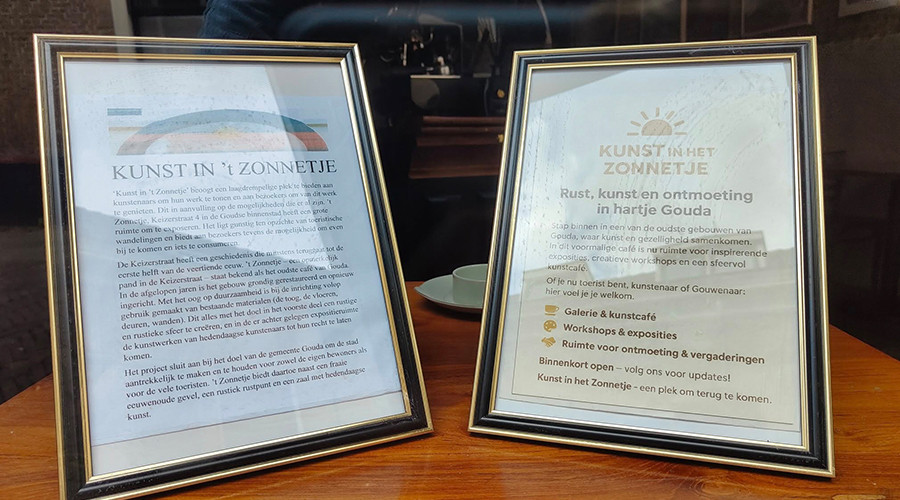 KUNST IN 't ZONNETJE
'Kunst in 't Zonnetje' beoogt een laagdrempelige plek te bieden aan
kunstenaars om hun werk te tonen en aan bezoekers om van dit werk
te genieten. Dit in aanvulling op de mogelijkheden die er al zijn. 't
Zonnetje, Keizerstraat 4 in de Goudse binnenstad heeft een grote
ruimte om te exposeren. Het ligt gunstig ten opzichte van toeristische
wandelingen en biedt aan bezoekers tevens de mogelijkheid om even
bij te komen en iets te consumeren.
De Keizerstraat heeft een geschiedenis die minstens teruggaat tot de
eerste helft van de veertiende eeuw. 't Zonnetje – een opmerkelijk
pand in de Keizerstraat – staat bekend als het oudste café van Gouda.
In de afgelopen jaren is het gebouw grondig gerestaureerd en opnieuw
ingericht. Met het oog op duurzaamheid is bij de inrichting volop
gebruik gemaakt van bestaande materialen (de toog, de vloeren,
deuren, wanden). Dit alles met het doel in het voorste deel een rustige
en rustieke sfeer te creëren, en in de er achter gelegen expositieruimte
de kunstwerken van hedendaagse kunstenaars tot hun recht te laten
komen.
Het project sluit aan bij het doel van de gemeente Gouda om de stad
aantrekkelijk te maken en te houden voor zowel de eigen bewoners als
voor de vele toeristen. 't Zonnetje biedt daartoe naast een fraaie
eeuwenoude gevel, een rustiek rustpunt en een zaal met hedendaagse
kunst.
KUNST IN HET
ZONNETJE
Rust, kunst en ontmoeting
in hartje Gouda
Stap binnen in een van de oudste gebouwen van
Gouda, waar kunst en gezelligheid samenkomen.
In dit voormalige café is nu ruimte voor inspirerende
exposities, creatieve workshops en een sfeervol
kunstcafé.
Of je nu toerist bent, kunstenaar of Gouwenaar:
hier voel je je welkom.
Galerie & kunstcafé
Workshops & exposities
Ruimte voor ontmoeting & vergaderingen
Binnenkort open – volg ons voor updates!
Kunst in het Zonnetje - een plek om terug te komen.